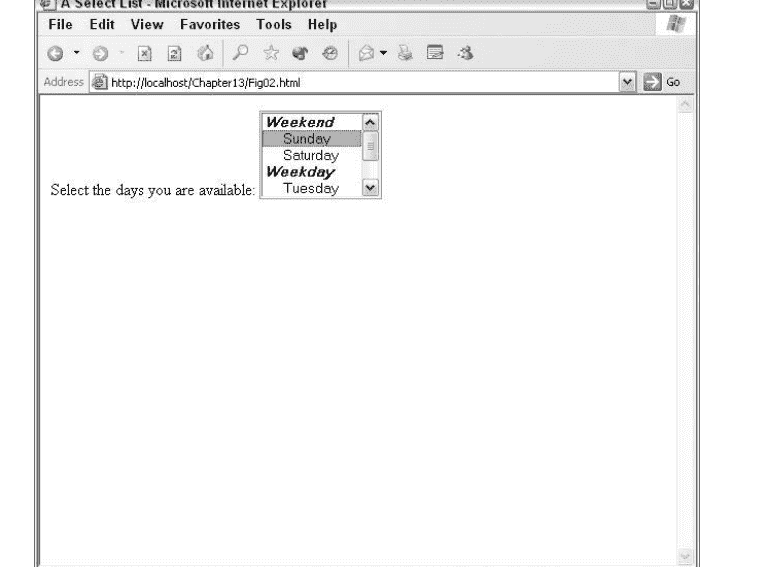 A Select List - Microsoft Internet Explorer
File Edit View Favorites Tools Help
Address http://localhost/Chapter13/Fig02.html Go
Weekend
Sunday
Saturday
Weekday
Tuesday
Select the days you are available: